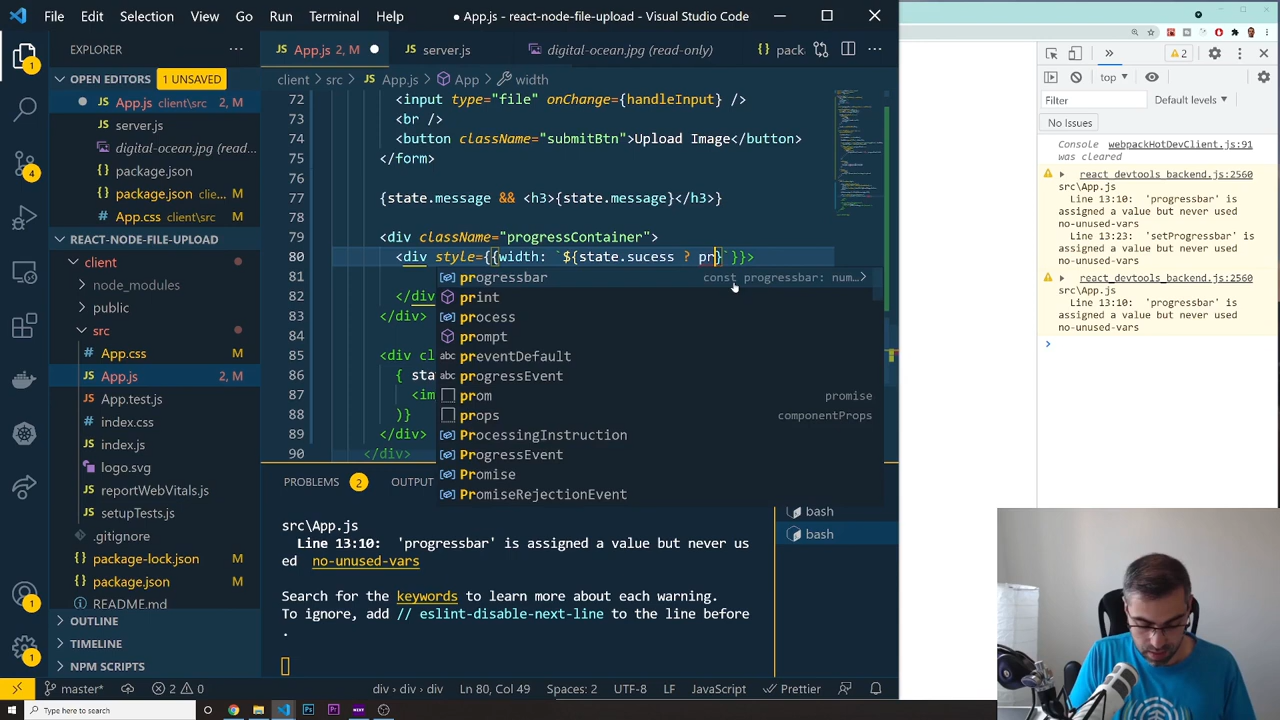 File Edit Selection View Go Run Terminal Help ● App.js - react-node-file-upload - Visual Studio Code
EXPLORER
App.js 2, M ●
server.js
digital-ocean.jpg (read-only)
pack
client > src > App.js > App > width
OPEN EDITORS 1 UNSAVED
App.js client\src 2, M
server.js
digital-ocean.jpg (read...
package.json
package.json clie... M
App.css client\src M
REACT-NODE-FILE-UPLOAD
client
node_modules
public
src
App.css M
App.js 2, M
App.test.js
index.css
index.js
logo.svg
reportWebVitals.js
setupTests.js
.gitignore
package-lock.json M
package.json M
README.md
OUTLINE
TIMELINE
NPM SCRIPTS
1
4
1
1
72 <input type="file" onChange={handleInput} />
73 <br />
74 <button className="submitBtn">Upload Image</button>
75 </form>
76
77 {state.message && <h3>{state.message}</h3>}
78
79 <div className="progressContainer">
80 <div style={{width: `${state.sucess ? pr}`}}>
81
82 </div
83 </div>
84
85 <div cl
86 { sta
87 <im
88 )}
89 </div>
90 </div>
progressbar const progressbar: num...
print
process
prompt
preventDefault
progressEvent
prom promise
props componentProps
ProcessingInstruction
ProgressEvent
Promise
PromiseRejectionEvent
PROBLEMS 2 OUTPUT
bash
bash
src\App.js
Line 13:10: 'progressbar' is assigned a value but never us
ed no-unused-vars
Search for the keywords to learn more about each warning.
To ignore, add // eslint-disable-next-line to the line before
.
master* 2 0 div > div > div Ln 80, Col 49 Spaces: 2 UTF-8 LF JavaScript Prettier
Type here to search
2
top
Filter
Default levels
No Issues
Console webpackHotDevClient.js:91
was cleared
react_devtools_backend.js:2560
src\App.js
Line 13:10: 'progressbar' is
assigned a value but never used
no-unused-vars
Line 13:23: 'setProgressbar' is
assigned a value but never used
no-unused-vars
react_devtools_backend.js:2560
src\App.js
Line 13:10: 'progressbar' is
assigned a value but never used
no-unused-vars